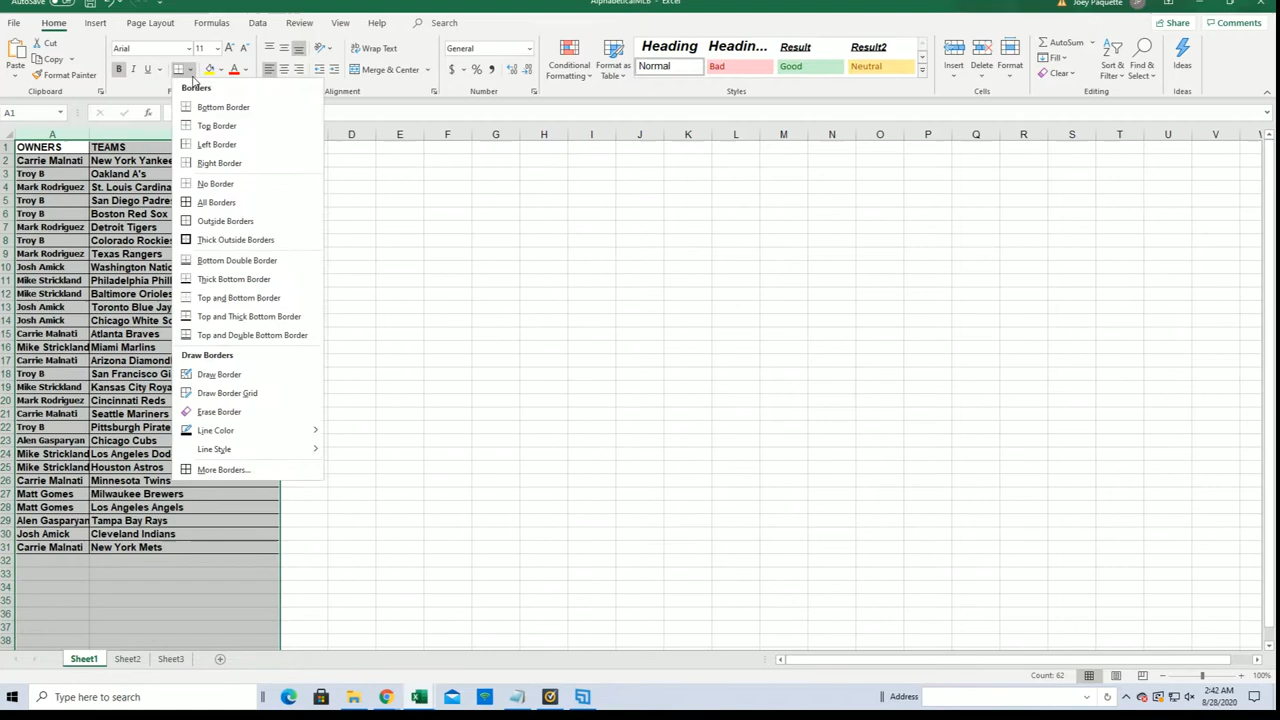 AutoSave Off AlphabeticalMLB - Excel Joey Paquette JP
File Home Insert Page Layout Formulas Data Review View Help Search Share Comments
Paste Cut Copy Format Painter Clipboard
Arial 11 B I U
Wrap Text Merge & Center Alignment
General $ % Number
Conditional Formatting Format as Table
Heading Heading... Result Result2
Normal Bad Good Neutral
Styles
Insert Delete Format Cells
AutoSum Fill Clear Sort & Filter Find & Select Editing
Ideas Ideas
A1
Borders
Bottom Border
Top Border
Left Border
Right Border
No Border
All Borders
Outside Borders
Thick Outside Borders
Bottom Double Border
Thick Bottom Border
Top and Bottom Border
Top and Thick Bottom Border
Top and Double Bottom Border
Draw Borders
Draw Border
Draw Border Grid
Erase Border
Line Color
Line Style
More Borders...
A D E F G H I J K L M N O P Q R S T U V
1 OWNERS TEAMS
2 Carrie Malnati New York Yankee
3 Troy B Oakland A's
4 Mark Rodriguez St. Louis Cardina
5 Troy B San Diego Padres
6 Troy B Boston Red Sox
7 Mark Rodriguez Detroit Tigers
8 Troy B Colorado Rockies
9 Mark Rodriguez Texas Rangers
10 Josh Amick Washington Natio
11 Mike Strickland Philadelphia Phill
12 Mike Strickland Baltimore Orioles
13 Josh Amick Toronto Blue Jay
14 Josh Amick Chicago White So
15 Carrie Malnati Atlanta Braves
16 Mike Strickland Miami Marlins
17 Carrie Malnati Arizona Diamond
18 Troy B San Francisco Gi
19 Mike Strickland Kansas City Roya
20 Mark Rodriguez Cincinnati Reds
21 Carrie Malnati Seattle Mariners
22 Troy B Pittsburgh Pirate
23 Alen Gasparyan Chicago Cubs
24 Mike Strickland Los Angeles Dod
25 Mike Strickland Houston Astros
26 Carrie Malnati Minnesota Twins
27 Matt Gomes Milwaukee Brewers
28 Matt Gomes Los Angeles Angels
29 Alen Gasparyan Tampa Bay Rays
30 Josh Amick Cleveland Indians
31 Carrie Malnati New York Mets
32
33
34
35
36
37
38
Sheet1 Sheet2 Sheet3
Count: 62 100%
Type here to search Address 2:42 AM
8/28/2020